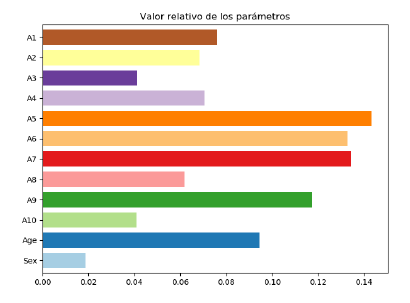 Valor relativo de los parámetros
A1
A2
A3
A4
A5
A6
A7
A8
A9
A10
Age
Sex
0.00 0.02 0.04 0.06 0.08 0.10 0.12 0.14